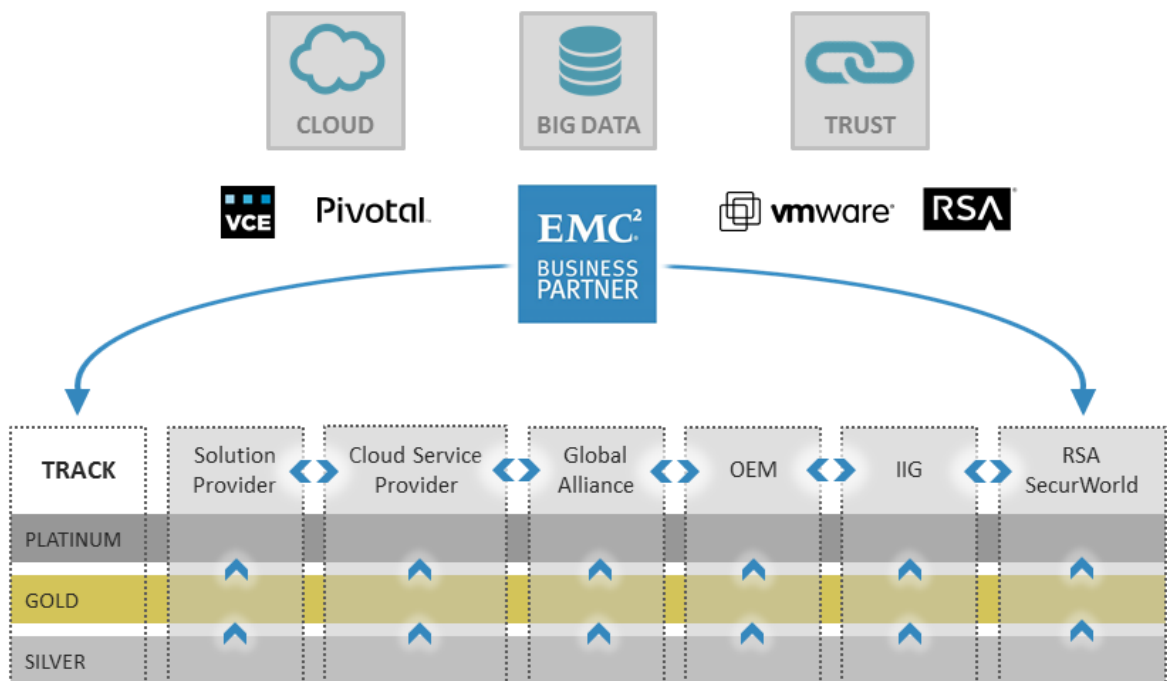 CLOUD
BIG DATA
TRUST
VCE
Pivotal™
EMC²®
BUSINESS
PARTNER
vmware®
RSA®
TRACK
Solution
Provider
Cloud Service
Provider
Global
Alliance
OEM
IIG
RSA
SecurWorld
PLATINUM
GOLD
SILVER